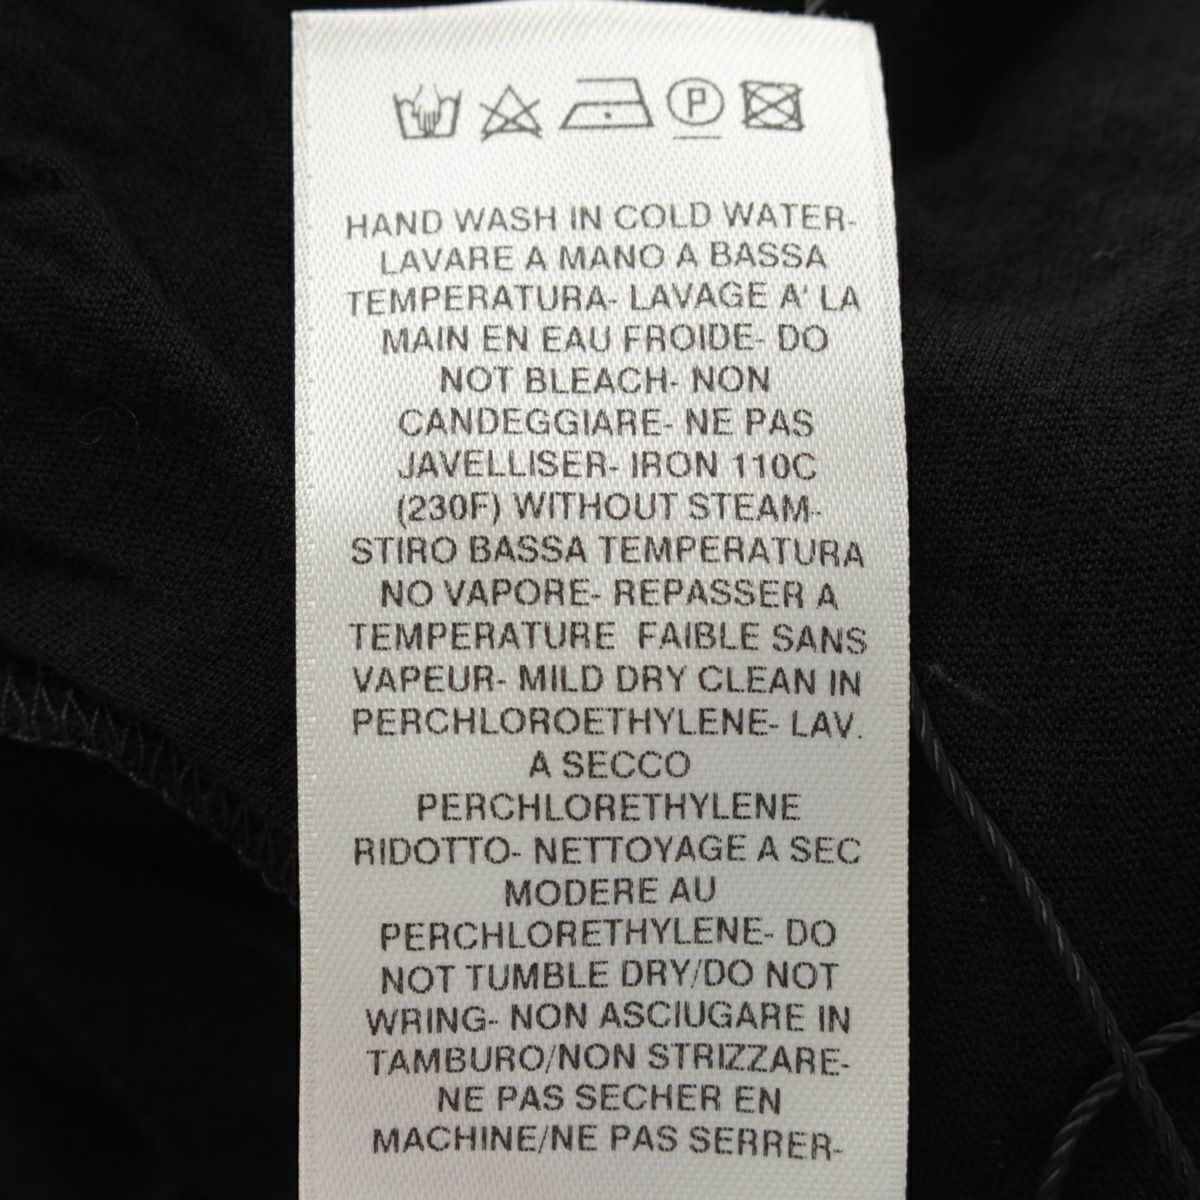 P
HAND WASH IN COLD WATER-
LAVARE A MANO A BASSA
TEMPERATURA- LAVAGE A' LA
MAIN EN EAU FROIDE- DO
NOT BLEACH- NON
CANDEGGIARE- NE PAS
JAVELLISER- IRON 110C
(230F) WITHOUT STEAM-
STIRO BASSA TEMPERATURA
NO VAPORE- REPASSER A
TEMPERATURE FAIBLE SANS
VAPEUR- MILD DRY CLEAN IN
PERCHLOROETHYLENE- LAV.
A SECCO
PERCHLORETHYLENE
RIDOTTO- NETTOYAGE A SEC
MODERE AU
PERCHLORETHYLENE- DO
NOT TUMBLE DRY/DO NOT
WRING- NON ASCIUGARE IN
TAMBURO/NON STRIZZARE-
NE PAS SECHER EN
MACHINE/NE PAS SERRER-